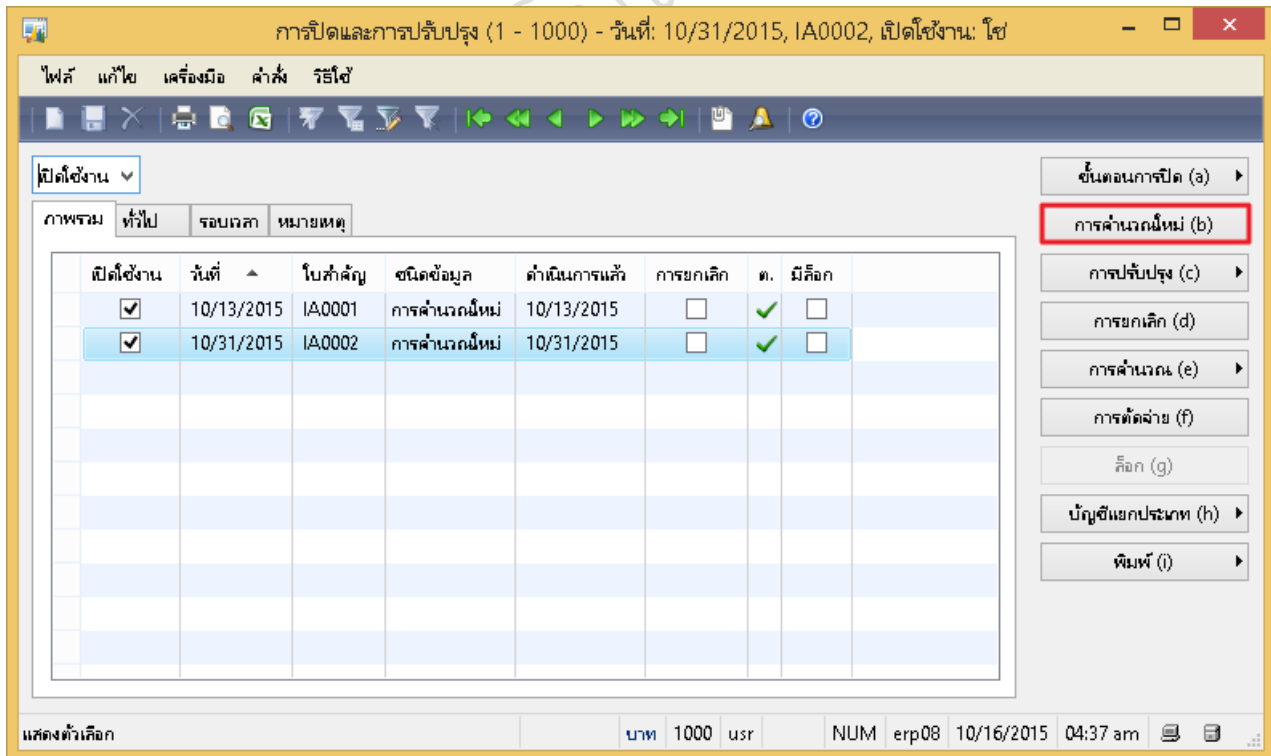 การปิดและการปรับปรุง (1 - 1000) - วันที่: 10/31/2015, IA0002, เปิดใช้งาน: ใช่
ไฟล์ แก้ไข เครื่องมือ คำสั่ง วิธีใช้
เปิดใช้งาน
ภาพรวม ทั่วไป รอบเวลา หมายเหตุ
เปิดใช้งาน วันที่ ใบสำคัญ ชนิดข้อมูล ดำเนินการแล้ว การยกเลิก ต. มีล็อก
10/13/2015 IA0001 การคำนวณใหม่ 10/13/2015
10/31/2015 IA0002 การคำนวณใหม่ 10/31/2015
ขั้นตอนการปิด (a)
การคำนวณใหม่ (b)
การปรับปรุง (c)
การยกเลิก (d)
การคำนวณ (e)
การตัดจ่าย (f)
ล็อก (g)
บัญชีแยกประเภท (h)
พิมพ์ (i)
แสดงตัวเลือก บาท 1000 usr NUM erp08 10/16/2015 04:37 am